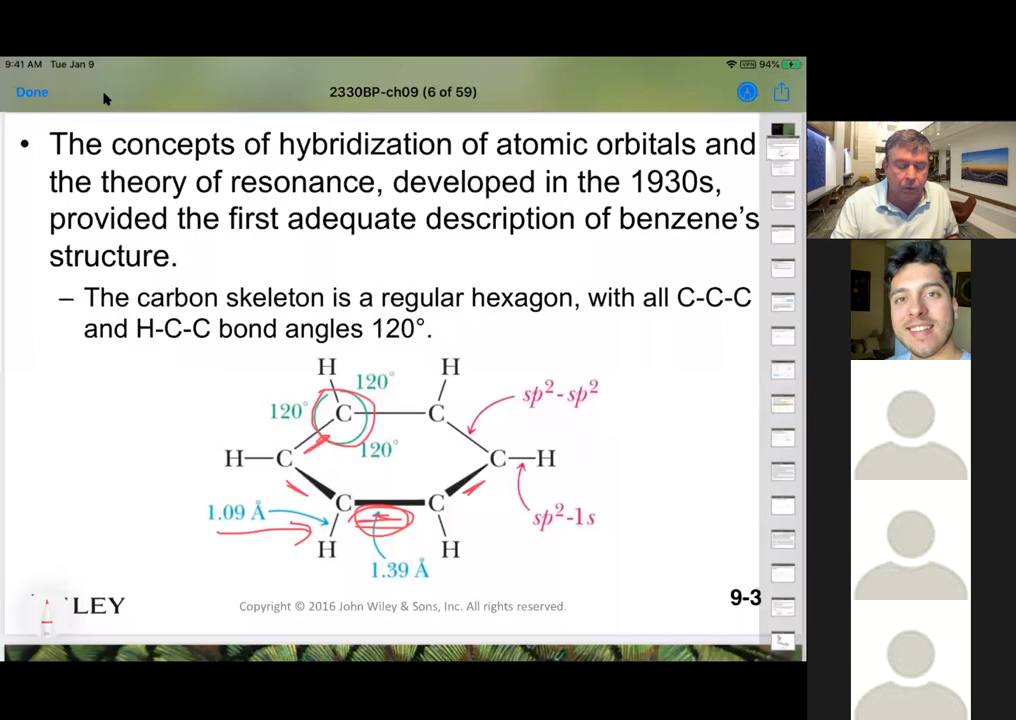 9:41 AM Tue Jan 9
VPN 94%
Done
2330BP-ch09 (6 of 59)
• The concepts of hybridization of atomic orbitals and
the theory of resonance, developed in the 1930s,
provided the first adequate description of benzene’s
structure.
– The carbon skeleton is a regular hexagon, with all C-C-C
and H-C-C bond angles 120°.
H H
120°
sp²-sp²
120° C C
120°
H C C H
1.09 Å C C sp²-1s
H H
1.39 Å
LEY
Copyright © 2016 John Wiley & Sons, Inc. All rights reserved.
9-3